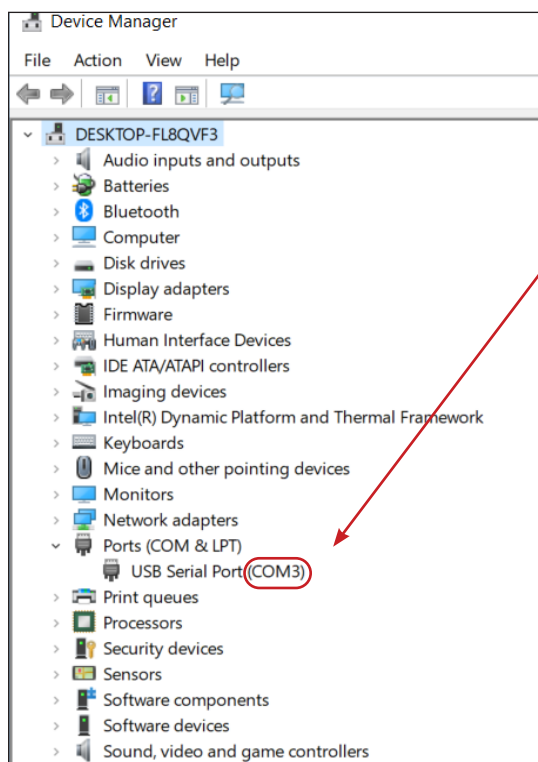 Device Manager
File Action View Help
DESKTOP-FL8QVF3
Audio inputs and outputs
Batteries
Bluetooth
Computer
Disk drives
Display adapters
Firmware
Human Interface Devices
IDE ATA/ATAPI controllers
Imaging devices
Intel(R) Dynamic Platform and Thermal Framework
Keyboards
Mice and other pointing devices
Monitors
Network adapters
Ports (COM & LPT)
USB Serial Port (COM3)
Print queues
Processors
Security devices
Sensors
Software components
Software devices
Sound, video and game controllers